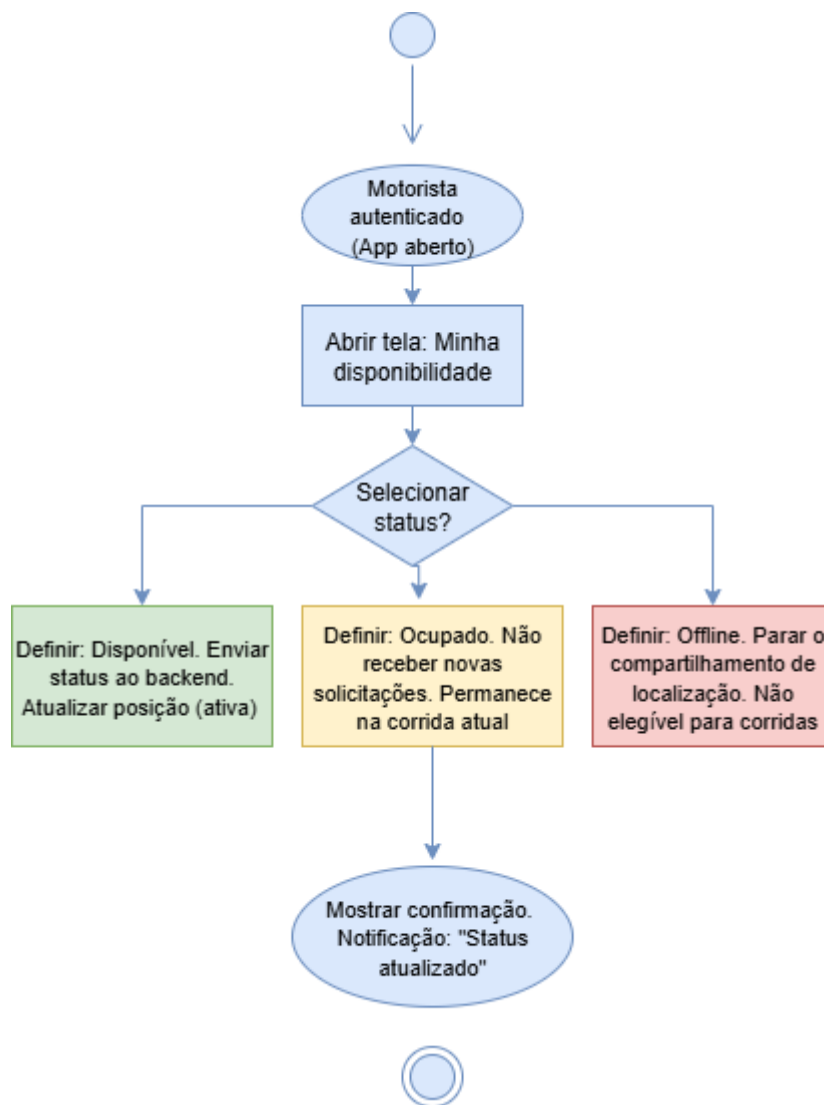 Motorista
autenticado
(App aberto)
Abrir tela: Minha
disponibilidade
Selecionar
status?
Definir: Disponível. Enviar
status ao backend.
Atualizar posição (ativa)
Definir: Ocupado. Não
receber novas
solicitações. Permanece
na corrida atual
Definir: Offline. Parar o
compartilhamento de
localização. Não
elegível para corridas
Mostrar confirmação.
Notificação: "Status
atualizado"